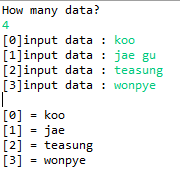 How many data?
4
[0]input data : koo
[1]input data : jae gu
[2]input data : teasung
[3]input data : wonpye
[0] = koo
[1] = jae
[2] = teasung
[3] = wonpye